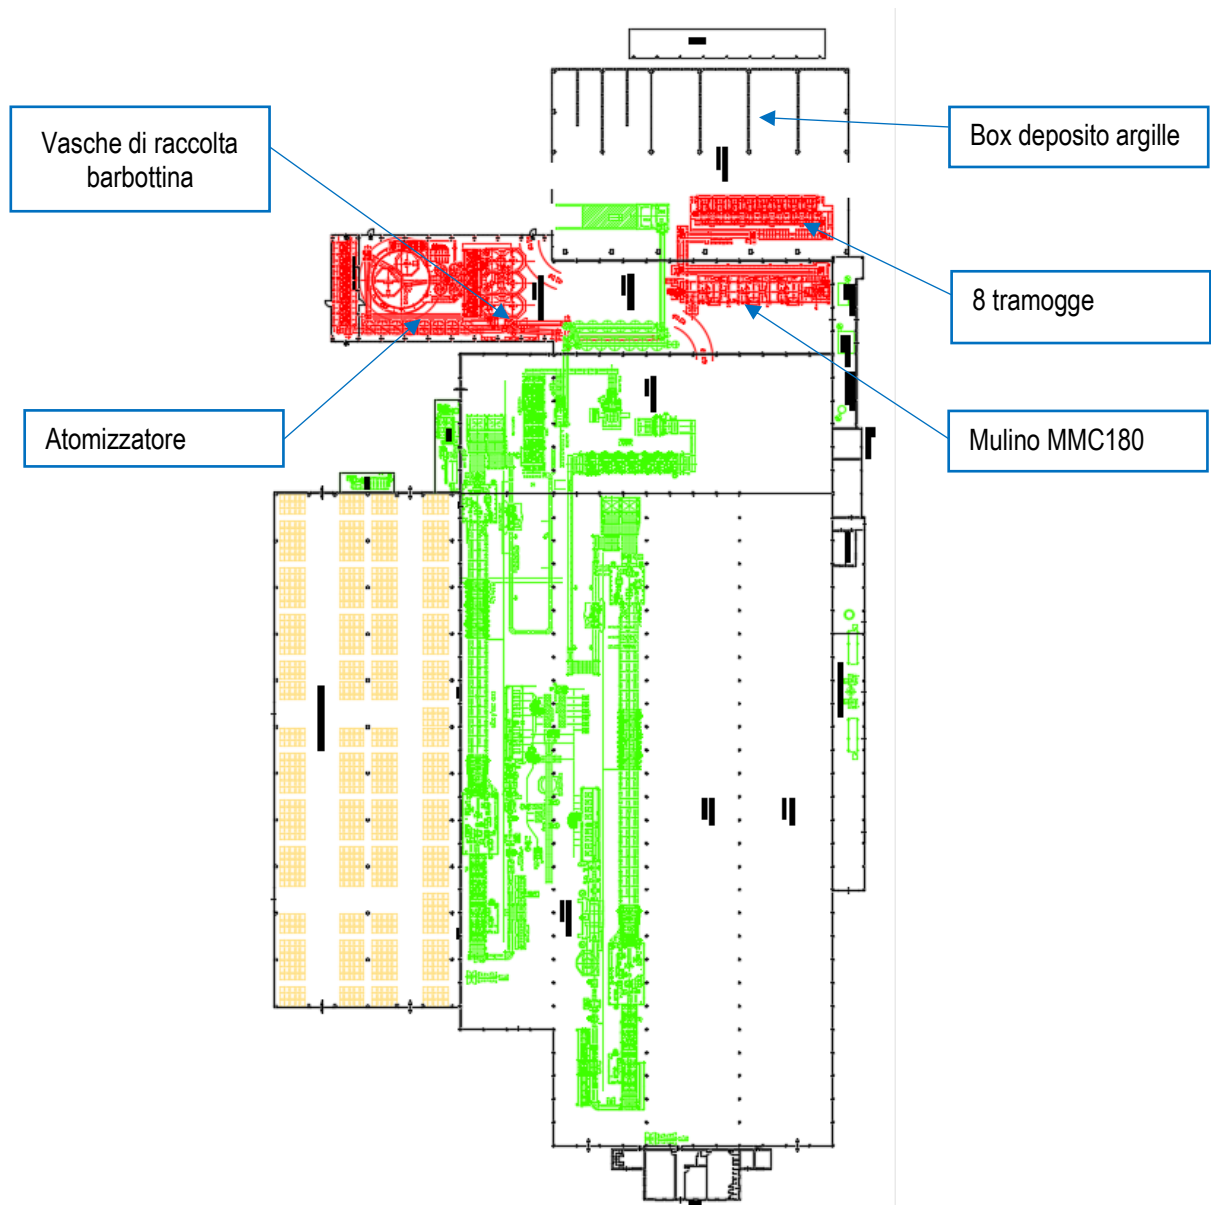 Vasche di raccolta
barbottina
Box deposito argille
8 tramogge
Atomizzatore
Mulino MMC180